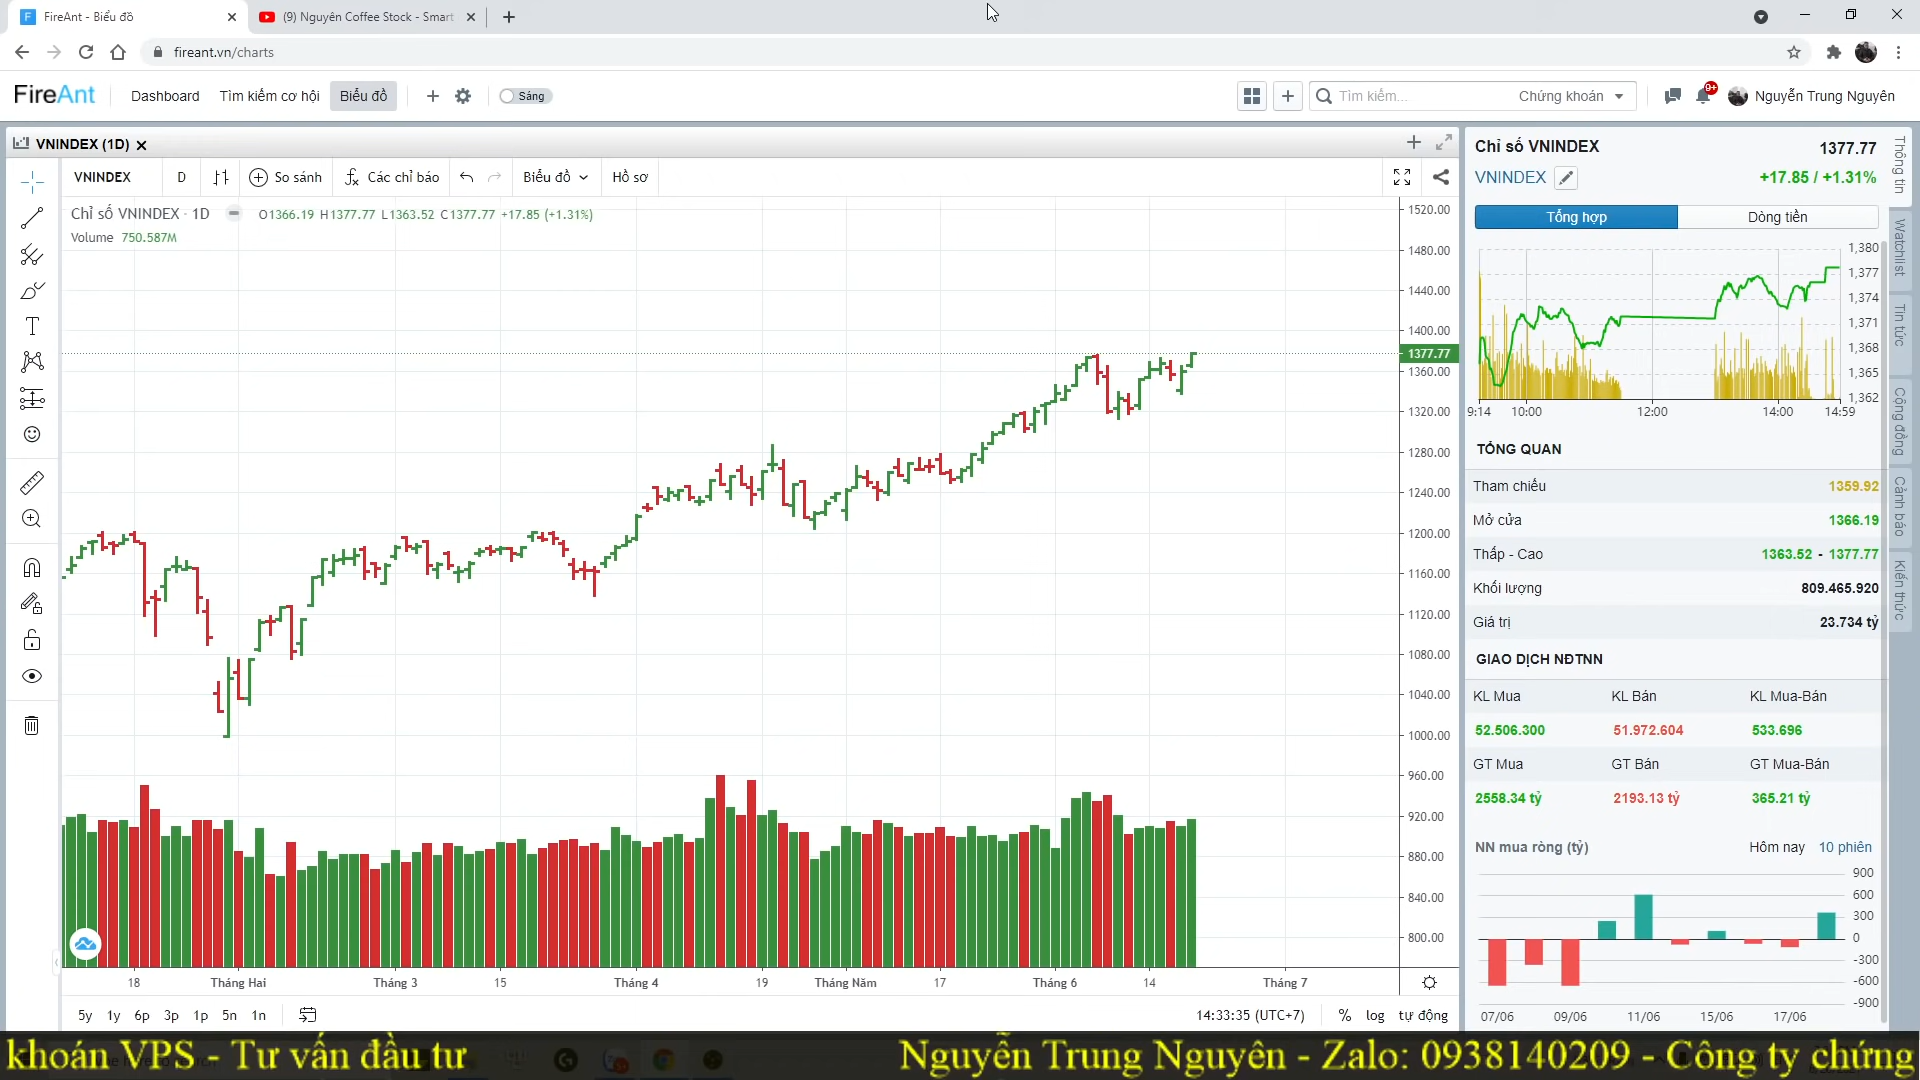 FireAnt - Biểu đồ
(9) Nguyên Coffee Stock - Smart
fireant.vn/charts
FireAnt
Dashboard
Tìm kiếm cơ hội
Biểu đồ
Sáng
Tìm kiếm...
Chứng khoán
9+
Nguyễn Trung Nguyên
VNINDEX (1D)
VNINDEX D So sánh Các chỉ báo Biểu đồ Hồ sơ
Chỉ số VNINDEX · 1D O1366.19 H1377.77 L1363.52 C1377.77 +17.85 (+1.31%)
Volume 750.587M
1520.00
1480.00
1440.00
1400.00
1377.77
1360.00
1320.00
1280.00
1240.00
1200.00
1160.00
1120.00
1080.00
1040.00
1000.00
960.00
920.00
880.00
840.00
800.00
18 Tháng Hai Tháng 3 15 Tháng 4 19 Tháng Năm 17 Tháng 6 14 Tháng 7
5y 1y 6p 3p 1p 5n 1n
14:33:35 (UTC+7) % log tự động
Chỉ số VNINDEX 1377.77
VNINDEX +17.85 / +1.31%
Tổng hợp Dòng tiền
1,380
1,377
1,374
1,371
1,368
1,365
1,362
9:14 10:00 12:00 14:00 14:59
TỔNG QUAN
Tham chiếu 1359.92
Mở cửa 1366.19
Thấp - Cao 1363.52 - 1377.77
Khối lượng 809.465.920
Giá trị 23.734 tỷ
GIAO DỊCH NĐTNN
KL Mua KL Bán KL Mua-Bán
52.506.300 51.972.604 533.696
GT Mua GT Bán GT Mua-Bán
2558.34 tỷ 2193.13 tỷ 365.21 tỷ
NN mua ròng (tỷ) Hôm nay 10 phiên
900
600
300
0
-300
-600
-900
07/06 09/06 11/06 15/06 17/06
Thông tin
Watchlist
Tin tức
Cộng đồng
Cảnh báo
Kiến thức
khoán VPS - Tư vấn đầu tư Nguyễn Trung Nguyên - Zalo: 0938140209 - Công ty chứng